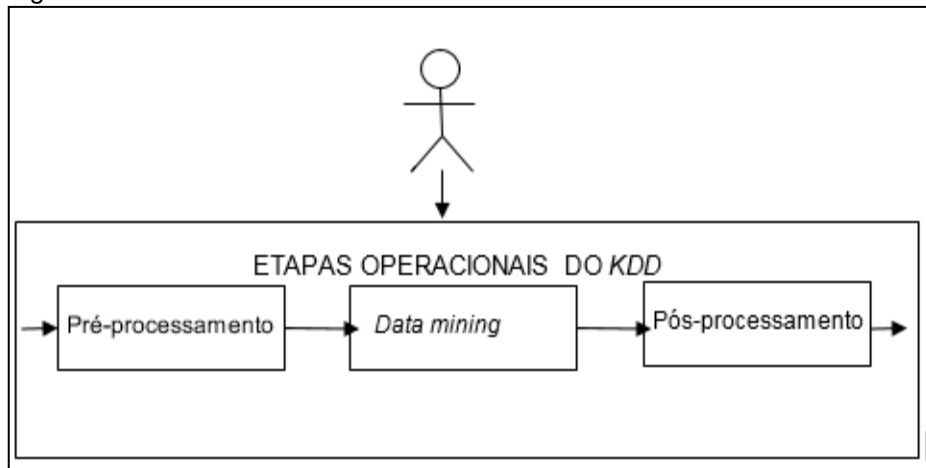 ETAPAS OPERACIONAIS DO KDD
Pré-processamento
Data mining
Pós-processamento